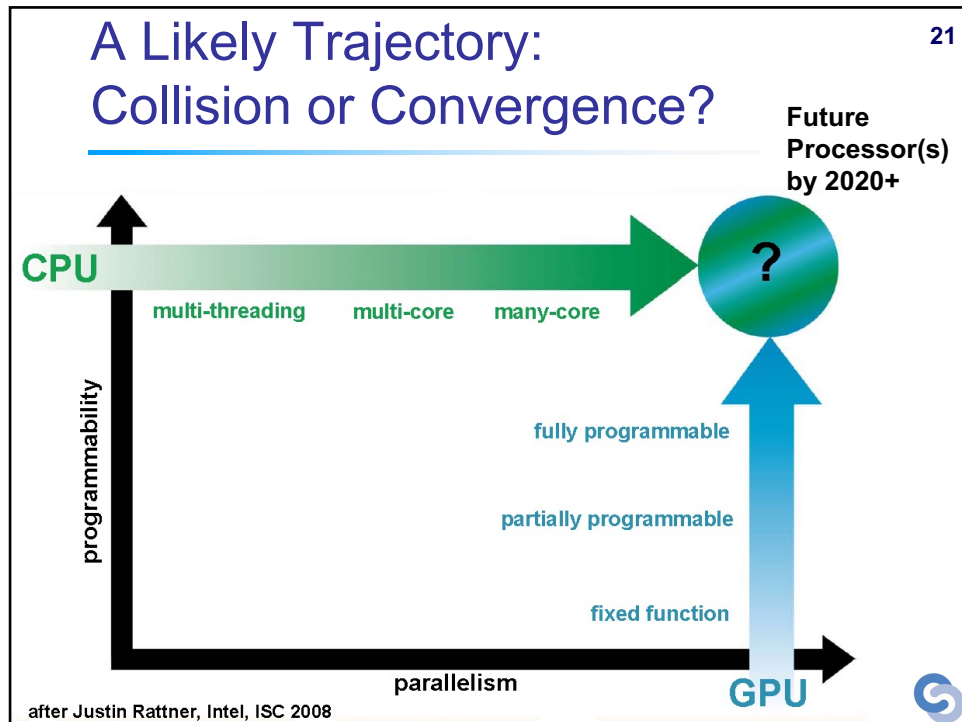 A Likely Trajectory:
Collision or Convergence?
21
Future
Processor(s)
by 2020+
CPU
?
multi-threading
multi-core
many-core
programmability
fully programmable
partially programmable
fixed function
parallelism
GPU
after Justin Rattner, Intel, ISC 2008